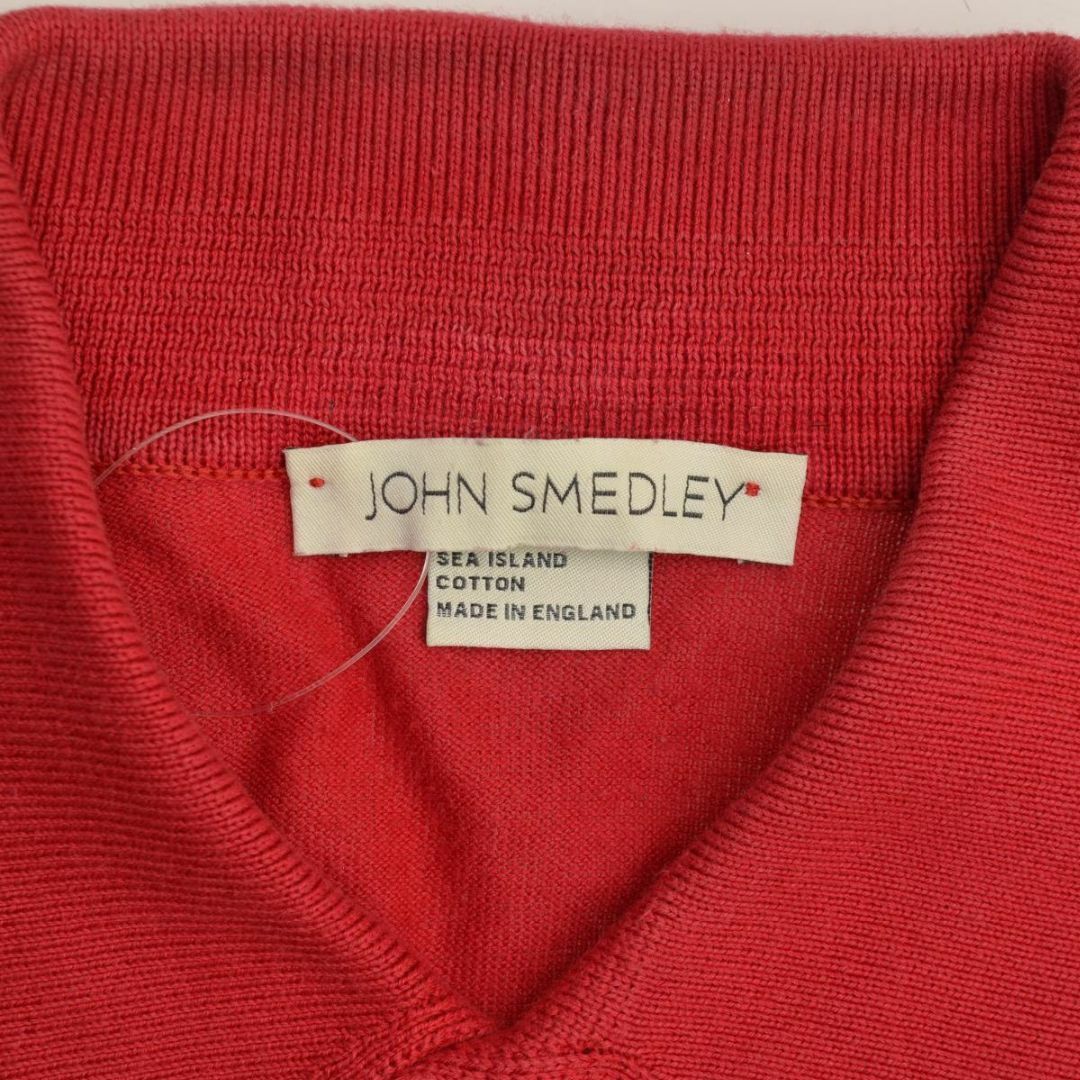 JOHN SMEDLEY
SEA ISLAND
COTTON
MADE IN ENGLAND